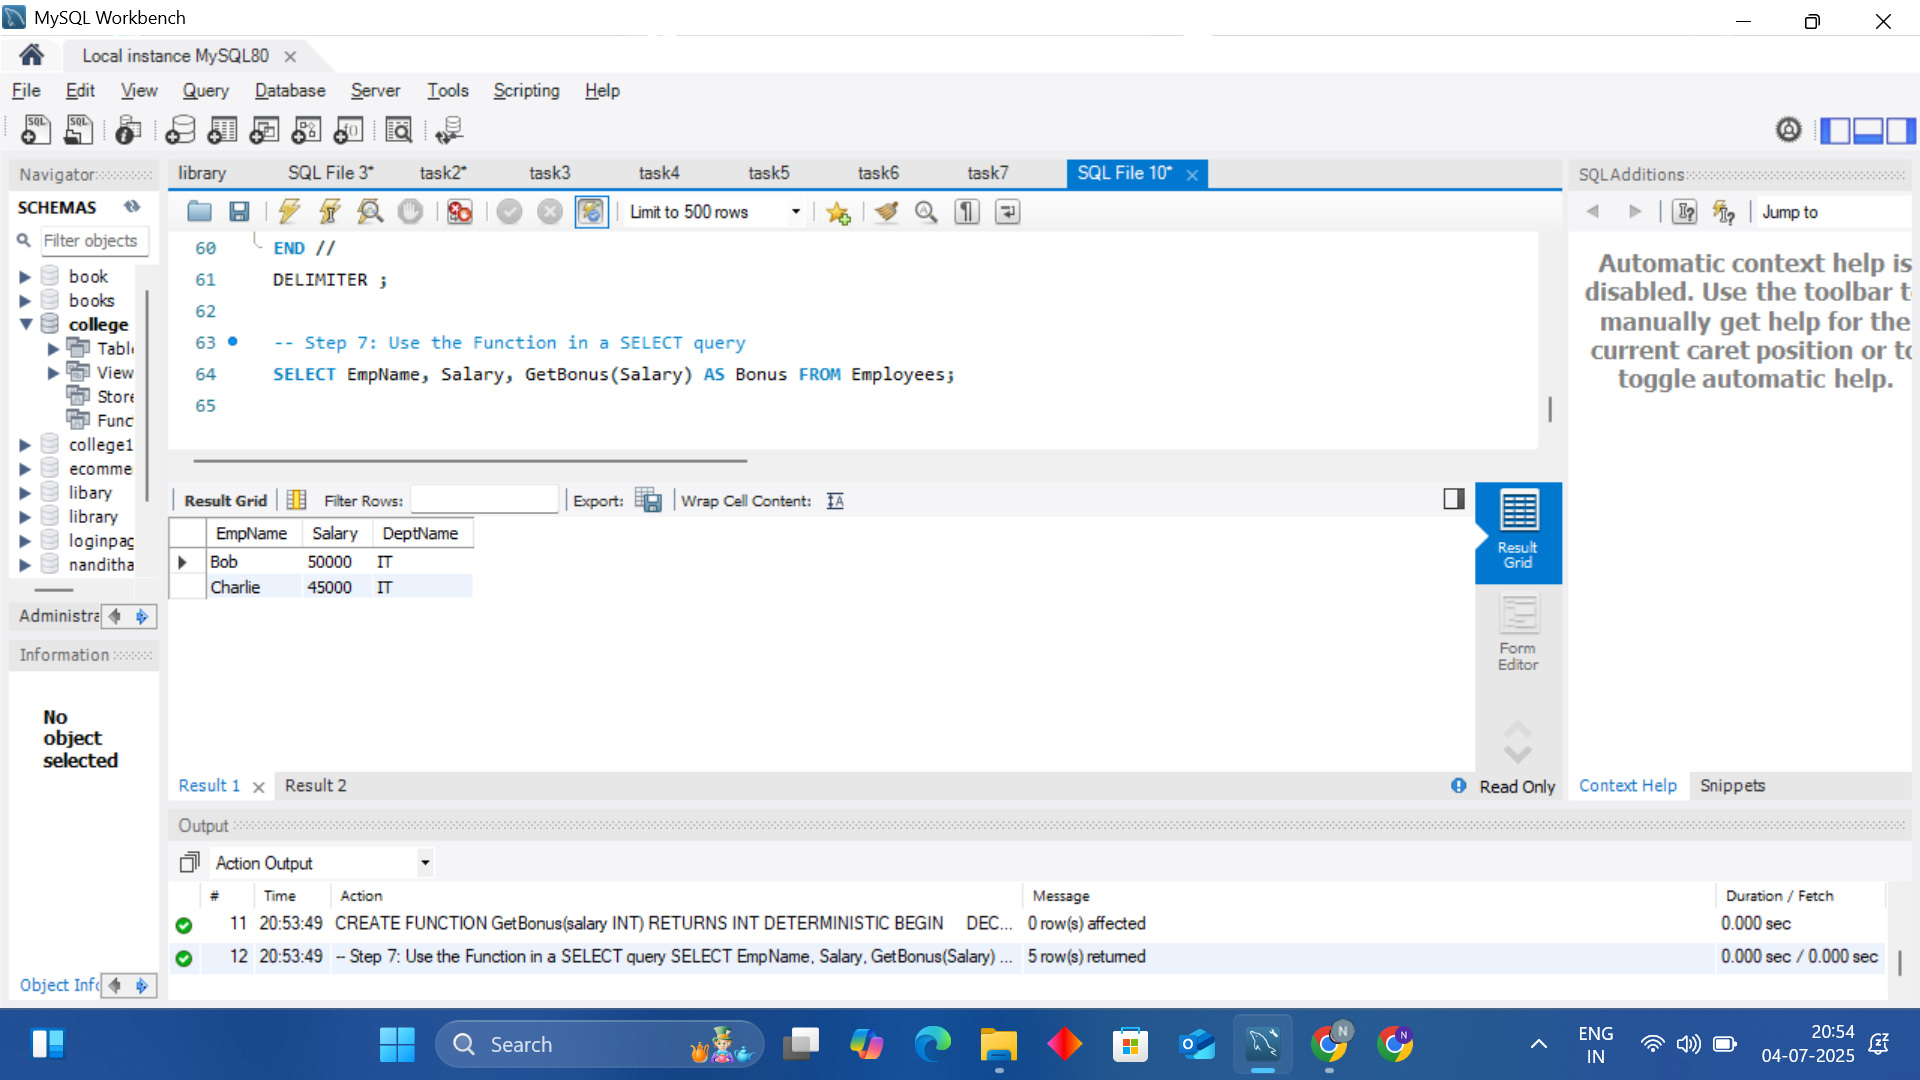 MySQL Workbench
Local instance MySQL80
File Edit View Query Database Server Tools Scripting Help
Navigator
library SQL File 3* task2* task3 task4 task5 task6 task7 SQL File 10*
SQLAdditions
SCHEMAS
Limit to 500 rows
Jump to
Filter objects
book
books
college
Tabl
View
Store
Func
college1
ecomme
libary
library
loginpag
nanditha
60 END //
61 DELIMITER ;
62
63 -- Step 7: Use the Function in a SELECT query
64 SELECT EmpName, Salary, GetBonus(Salary) AS Bonus FROM Employees;
65
Automatic context help is
disabled. Use the toolbar t
manually get help for the
current caret position or to
toggle automatic help.
Result Grid Filter Rows: Export: Wrap Cell Content:
EmpName Salary DeptName
Bob 50000 IT
Charlie 45000 IT
Result
Grid
Form
Editor
Administra
Information
No
object
selected
Object Info
Result 1 Result 2
Read Only
Context Help Snippets
Output
Action Output
# Time Action Message Duration / Fetch
11 20:53:49 CREATE FUNCTION GetBonus(salary INT) RETURNS INT DETERMINISTIC BEGIN DEC... 0 row(s) affected 0.000 sec
12 20:53:49 -- Step 7: Use the Function in a SELECT query SELECT EmpName, Salary, GetBonus(Salary) ... 5 row(s) returned 0.000 sec / 0.000 sec
Search
ENG
IN
20:54
04-07-2025